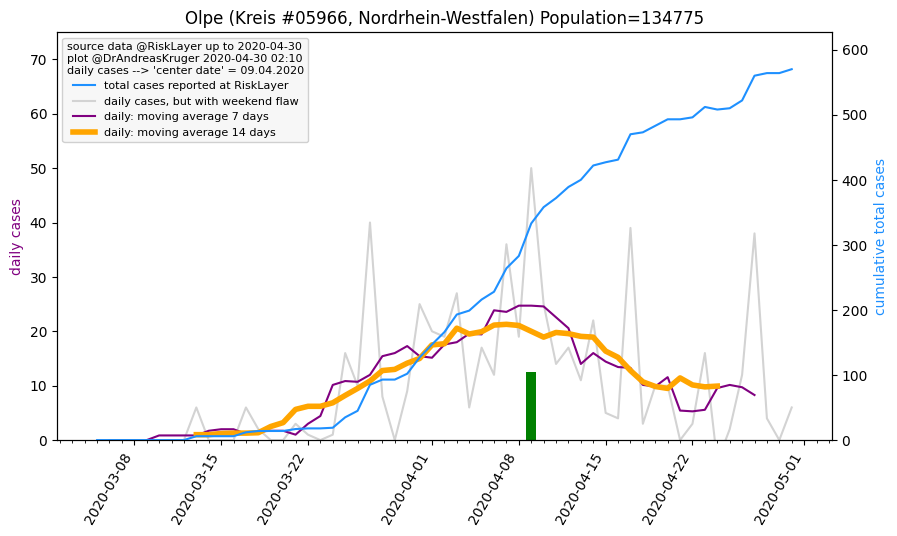 Olpe (Kreis #05966, Nordrhein-Westfalen) Population=134775
source data @RiskLayer up to 2020-04-30
plot @DrAndreasKruger 2020-04-30 02:10
daily cases --> 'center date' = 09.04.2020
total cases reported at RiskLayer
daily cases, but with weekend flaw
daily: moving average 7 days
daily: moving average 14 days
daily cases
70
60
50
40
30
20
10
0
cumulative total cases
600
500
400
300
200
100
0
2020-03-08
2020-03-15
2020-03-22
2020-04-01
2020-04-08
2020-04-15
2020-04-22
2020-05-01